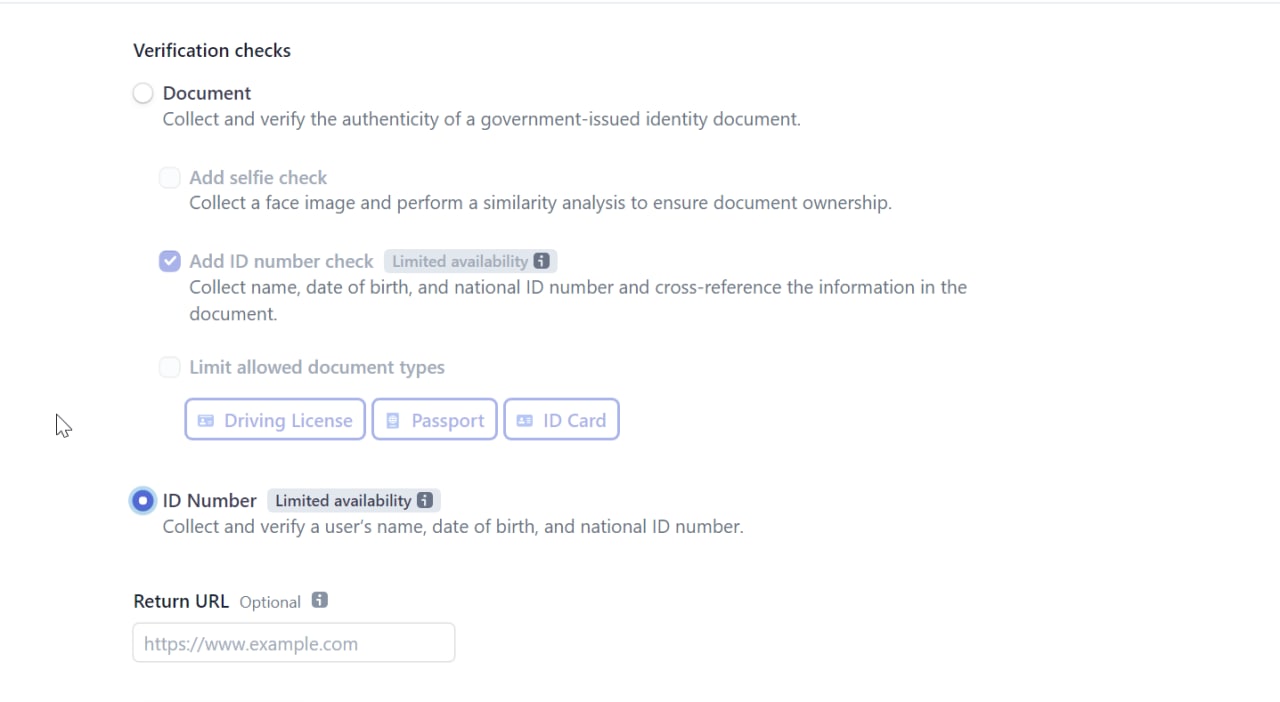 Verification checks
Document
Collect and verify the authenticity of a government-issued identity document.
Add selfie check
Collect a face image and perform a similarity analysis to ensure document ownership.
Add ID number check Limited availability
Collect name, date of birth, and national ID number and cross-reference the information in the
document.
Limit allowed document types
Driving License Passport ID Card
ID Number Limited availability
Collect and verify a user's name, date of birth, and national ID number.
Return URL Optional
https://www.example.com